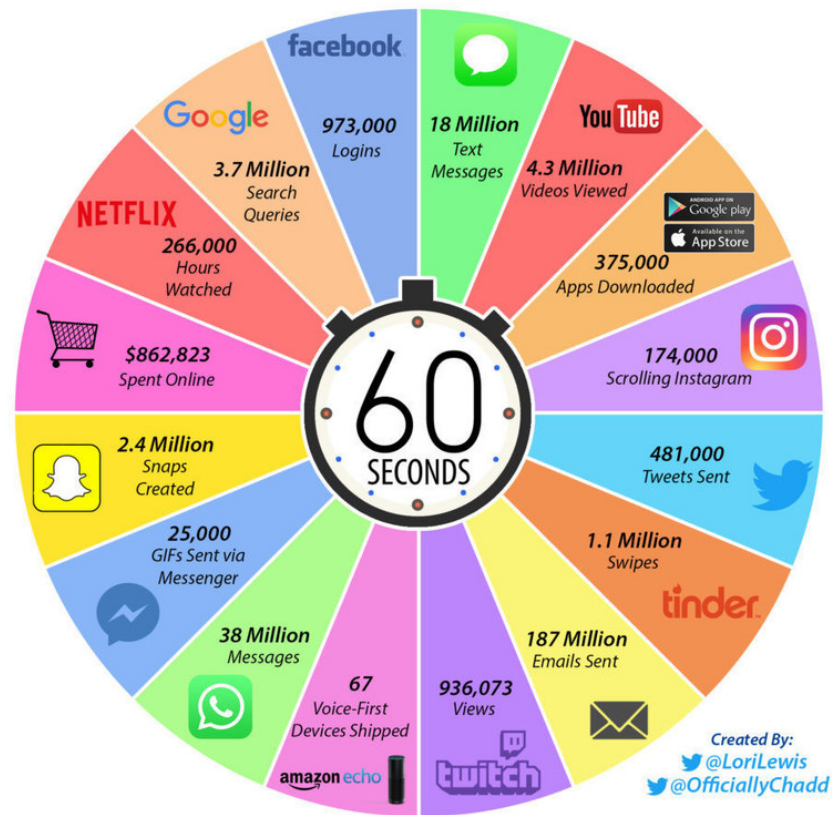 facebook
973,000
Logins
18 Million
Text
Messages
YouTube
4.3 Million
Videos Viewed
ANDROID APP ON
Google play
Available on the
App Store
375,000
Apps Downloaded
174,000
Scrolling Instagram
481,000
Tweets Sent
1.1 Million
Swipes
tinder
187 Million
Emails Sent
936,073
Views
twitch
67
Voice-First
Devices Shipped
amazon echo
38 Million
Messages
25,000
GIFs Sent via
Messenger
2.4 Million
Snaps
Created
$862,823
Spent Online
NETFLIX
266,000
Hours
Watched
Google
3.7 Million
Search
Queries
60
SECONDS
Created By:
@LoriLewis
@OfficiallyChadd